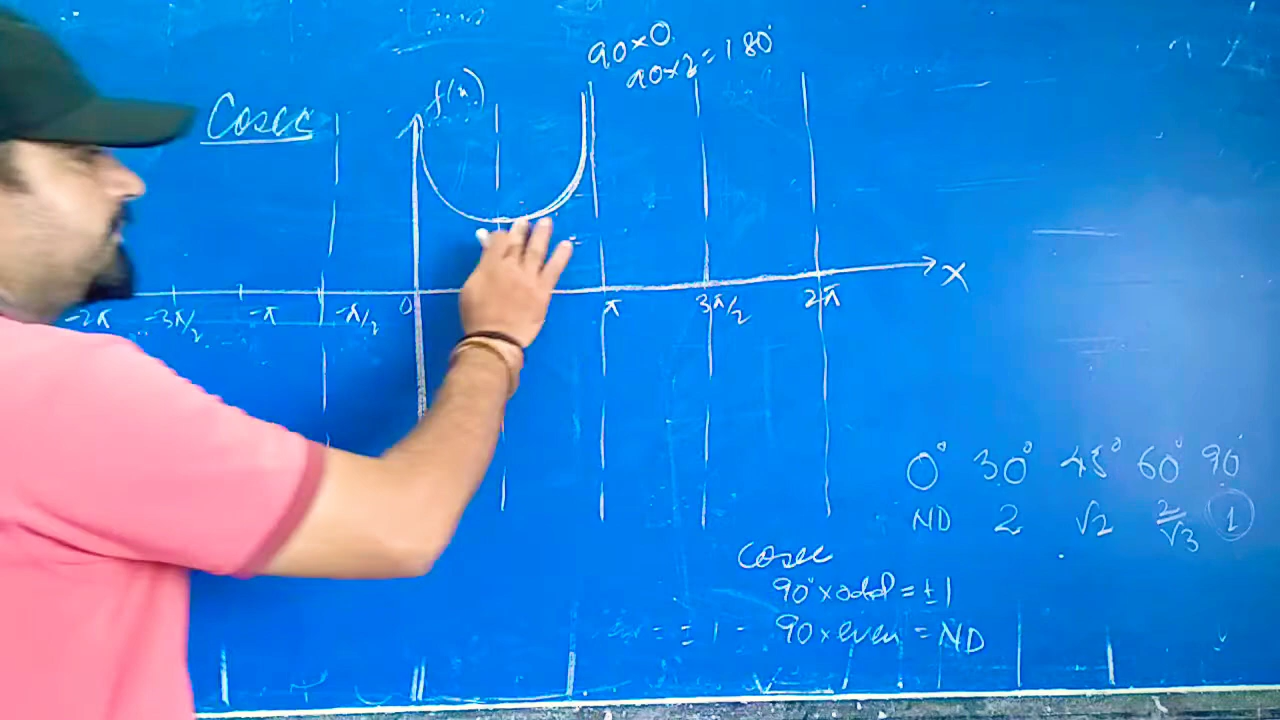 90×0
90×2=180°
Cosec
f(x)
-2π -3π/2 -π -π/2 0 π 3π/2 2π
X
0° 30° 45° 60° 90°
ND 2 √2 2/√3 1
Cosec
90°×odd=±1
90×even=ND